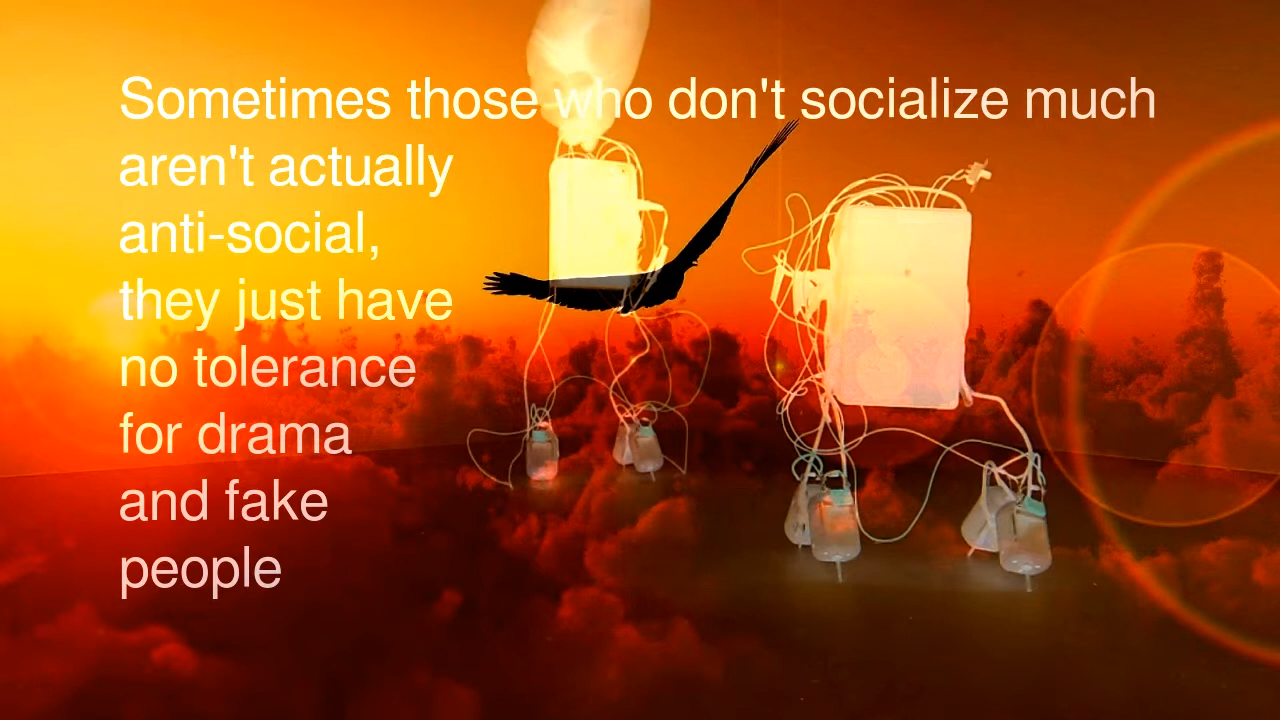 Sometimes those who don't socialize much
aren't actually
anti-social,
they just have
no tolerance
for drama
and fake
people